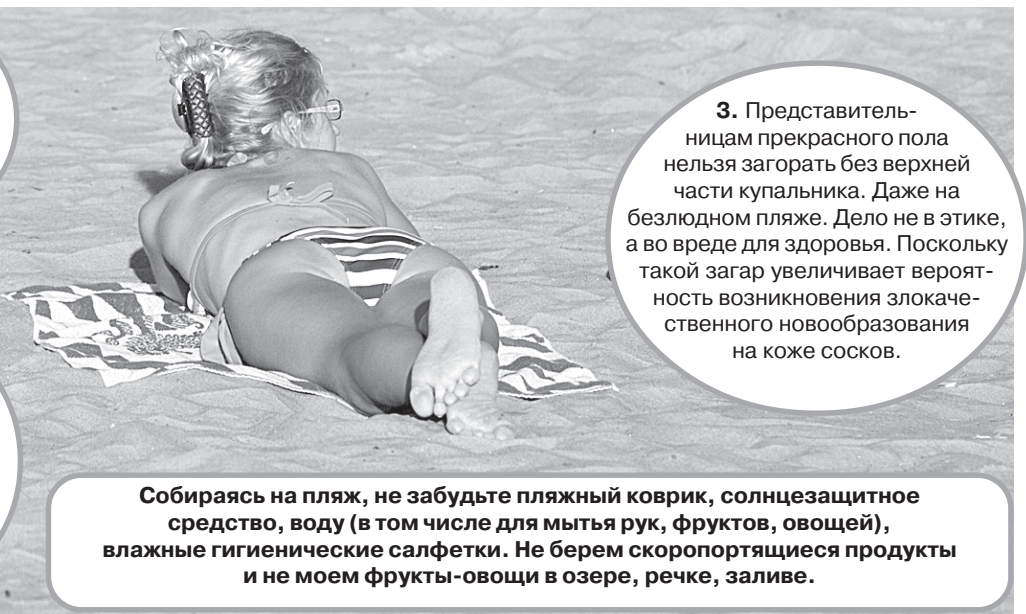 3. Представитель-
ницам прекрасного пола
нельзя загорать без верхней
части купальника. Даже на
безлюдном пляже. Дело не в этике,
а во вреде для здоровья. Поскольку
такой загар увеличивает вероят-
ность возникновения злокаче-
ственного новообразования
на коже сосков.
Собираясь на пляж, не забудьте пляжный коврик, солнцезащитное
средство, воду (в том числе для мытья рук, фруктов, овощей),
влажные гигиенические салфетки. Не берем скоропортящиеся продукты
и не моем фрукты-овощи в озере, речке, заливе.